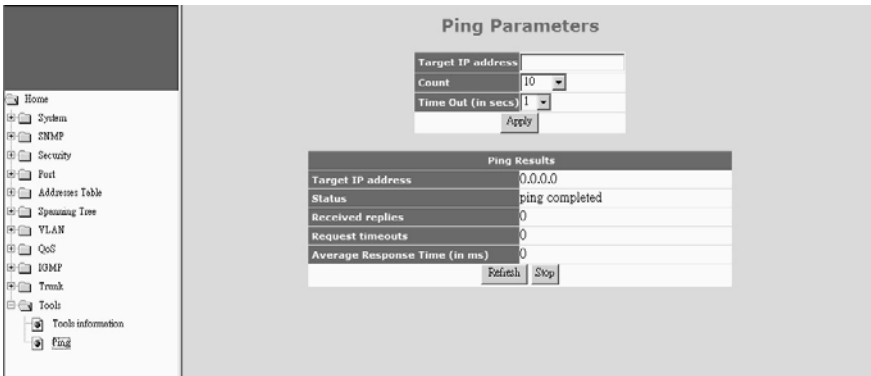 Home
System
SNMP
Security
Port
Addresses Table
Spanning Tree
VLAN
QoS
IGMP
Trunk
Tools
Tools information
Ping
Ping Parameters
Target IP address
Count 10
Time Out (in secs) 1
Apply
Ping Results
Target IP address 0.0.0.0
Status ping completed
Received replies 0
Request timeouts 0
Average Response Time (in ms) 0
Refresh Stop